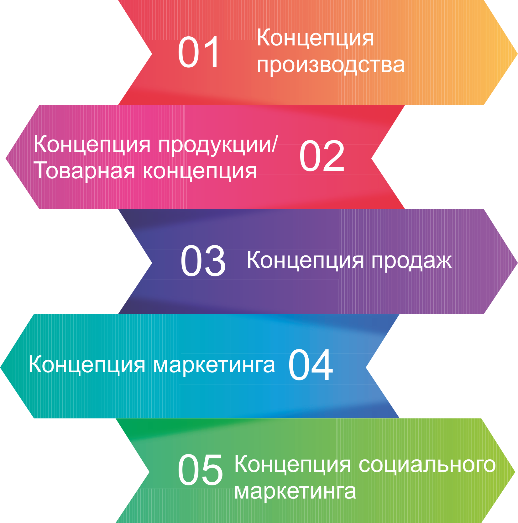 01
Концепция
производства
Концепция продукции/
Товарная концепция
02
03
Концепция продаж
Концепция маркетинга
04
05
Концепция социального
маркетинга